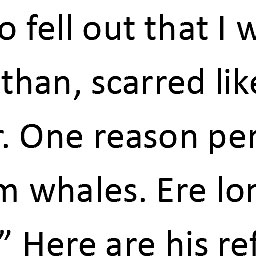 o fell out that I w
than, scarred like
r. One reason per
m whales. Ere lon
” Here are his ref